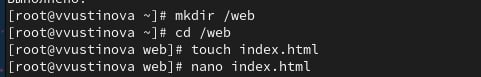 Выполнено.
[root@vvustinova ~]# mkdir /web
[root@vvustinova ~]# cd /web
[root@vvustinova web]# touch index.html
[root@vvustinova web]# nano index.html